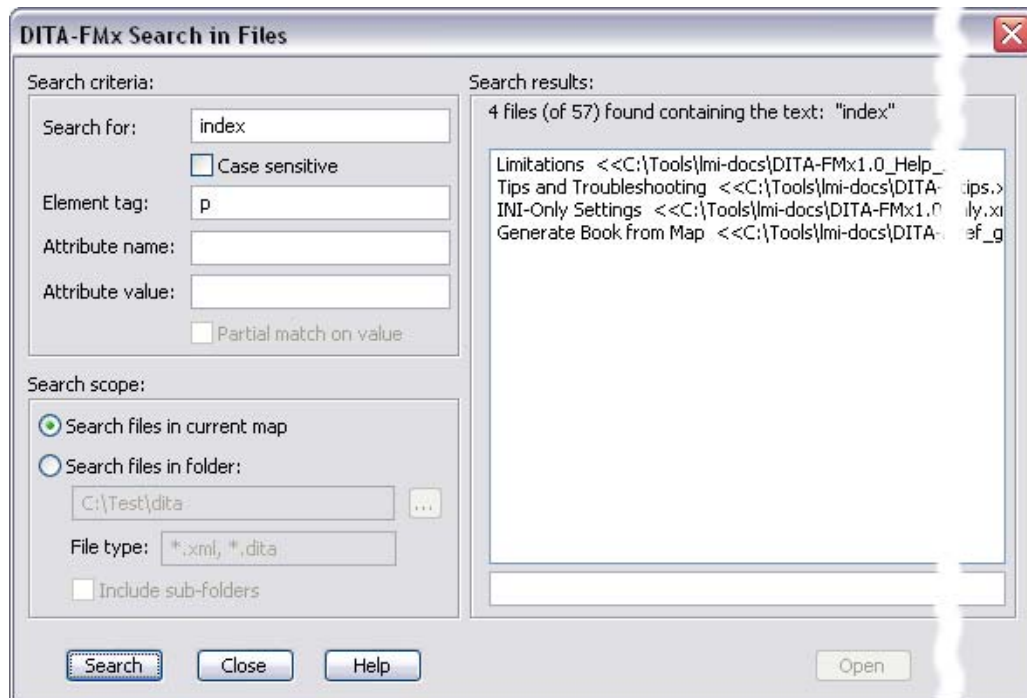 DITA-FMx Search in Files
Search criteria:
Search for:
index
Case sensitive
Element tag:
p
Attribute name:
Attribute value:
Partial match on value
Search scope:
Search files in current map
Search files in folder:
C:\Test\dita
...
File type:
*.xml, *.dita
Include sub-folders
Search results:
4 files (of 57) found containing the text: "index"
Limitations <<C:\Tools\lmi-docs\DITA-FMx1.0_Help_
Tips and Troubleshooting <<C:\Tools\lmi-docs\DITA- tips.x
INI-Only Settings <<C:\Tools\lmi-docs\DITA-FMx1.0 nly.x
Generate Book from Map <<C:\Tools\lmi-docs\DITA- ef_g
Search
Close
Help
Open